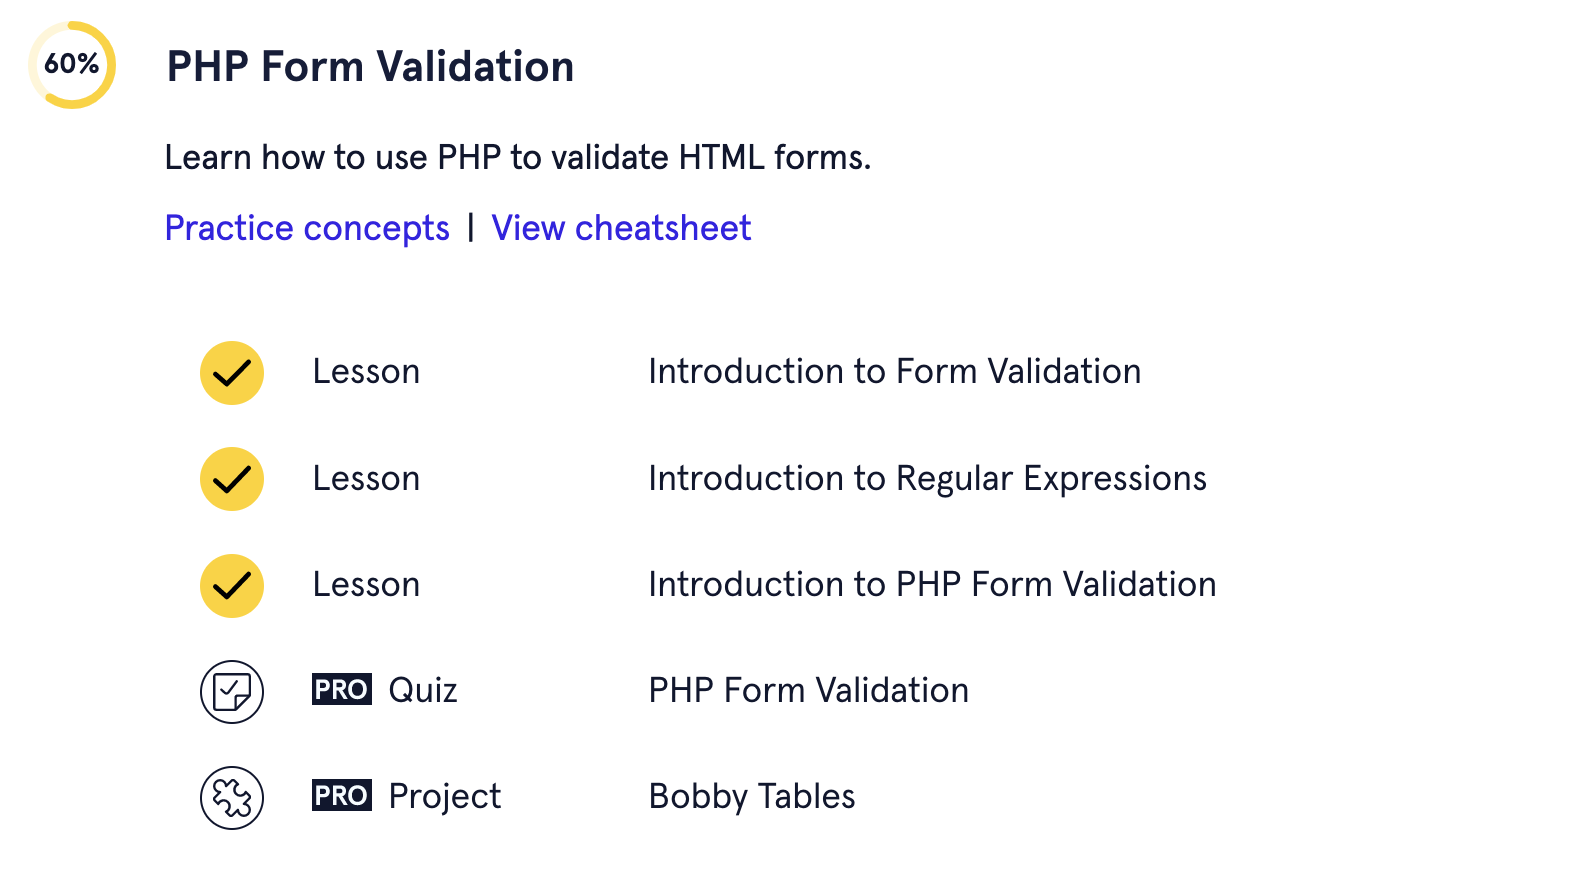 60%
PHP Form Validation
Learn how to use PHP to validate HTML forms.
Practice concepts | View cheatsheet
Lesson Introduction to Form Validation
Lesson Introduction to Regular Expressions
Lesson Introduction to PHP Form Validation
PRO Quiz PHP Form Validation
PRO Project Bobby Tables